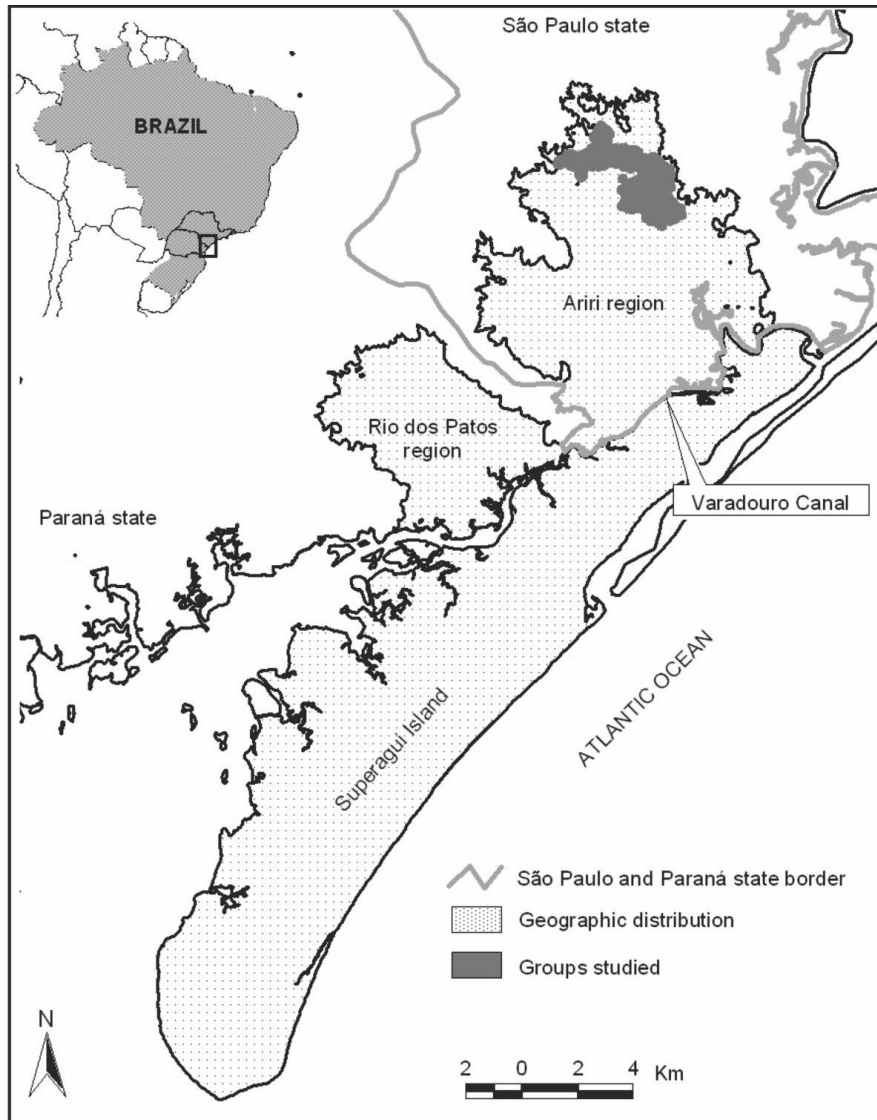 São Paulo state
BRAZIL
Ariri region
Rio dos Patos
region
Varadouro Canal
Paraná state
ATLANTIC OCEAN
Superagui Island
São Paulo and Paraná state border
Geographic distribution
Groups studied
N
2 0 2 4 Km